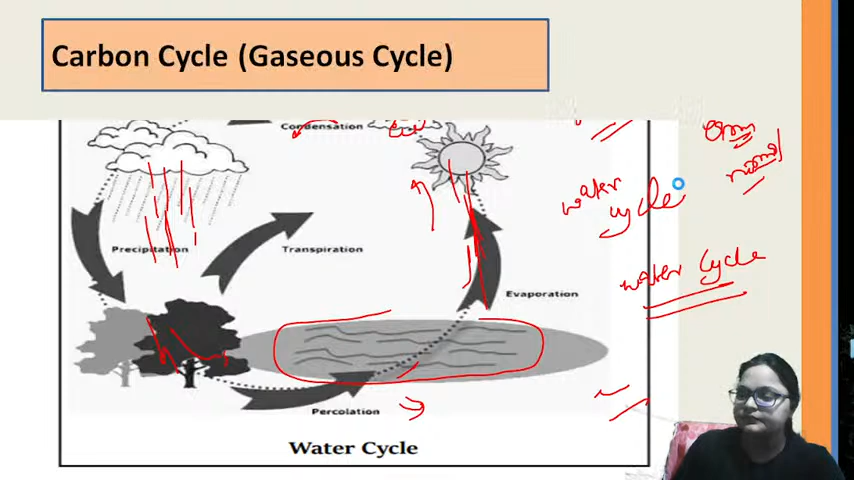 Carbon Cycle (Gaseous Cycle)
Condensation
water
cycle
Precipitation
Transpiration
water Cycle
Evaporation
Percolation
Water Cycle